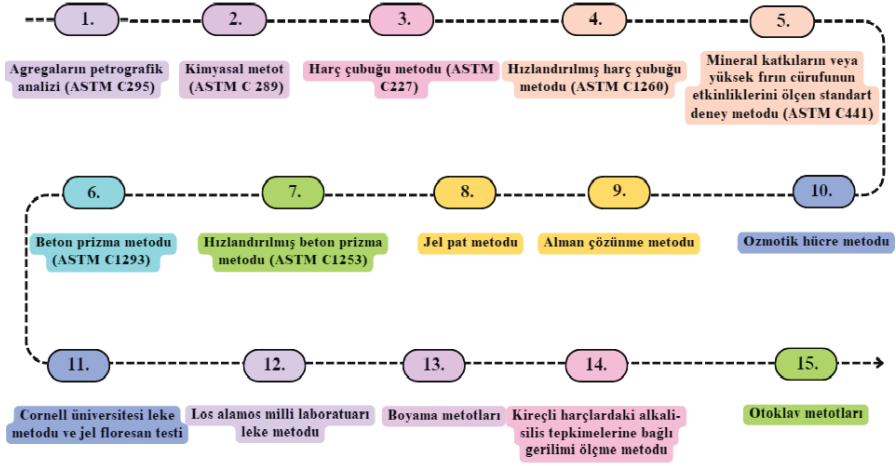 1.
Agregaların petrografik
analizi (ASTM C295)
2.
Kimyasal metot
(ASTM C 289)
3.
Harç çubuğu metodu (ASTM
C227)
4.
Hızlandırılmış harç çubuğu
metodu (ASTM C1260)
5.
Mineral katkıların veya
yüksek fırın cürufunun
etkinliklerini ölçen standart
deney metodu (ASTM C441)
6.
Beton prizma metodu
(ASTM C1293)
7.
Hızlandırılmış beton prizma
metodu (ASTM C1253)
8.
Jel pat metodu
9.
Alman çözünme metodu
10.
Ozmotik hücre metodu
11.
Cornell üniversitesi leke
metodu ve jel floresan testi
12.
Los alamos milli laboratuarı
leke metodu
13.
Boyama metotları
14.
Kireçli harçlardaki alkali-
silis tepkimelerine bağlı
gerilimi ölçme metodu
15.
Otoklav metotları